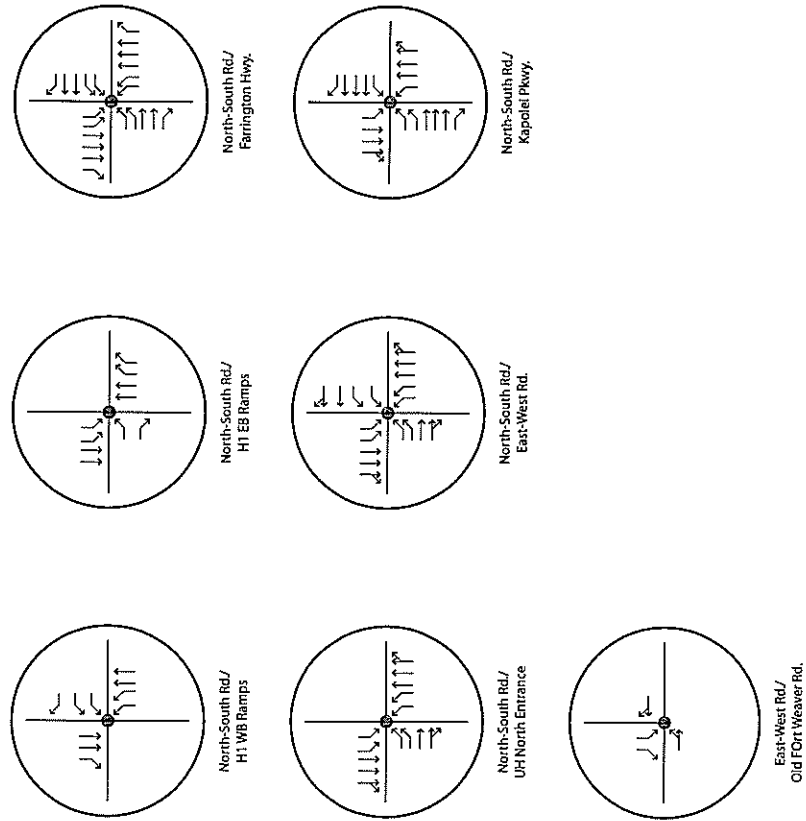 North-South Rd./
H1 WB Ramps
North-South Rd./
H1 EB Ramps
North-South Rd./
Farrington Hwy.
North-South Rd./
UH North Entrance
North-South Rd./
East-West Rd.
North-South Rd./
Kapolei Pkwy.
East-West Rd./
Old FOrt Weaver Rd.